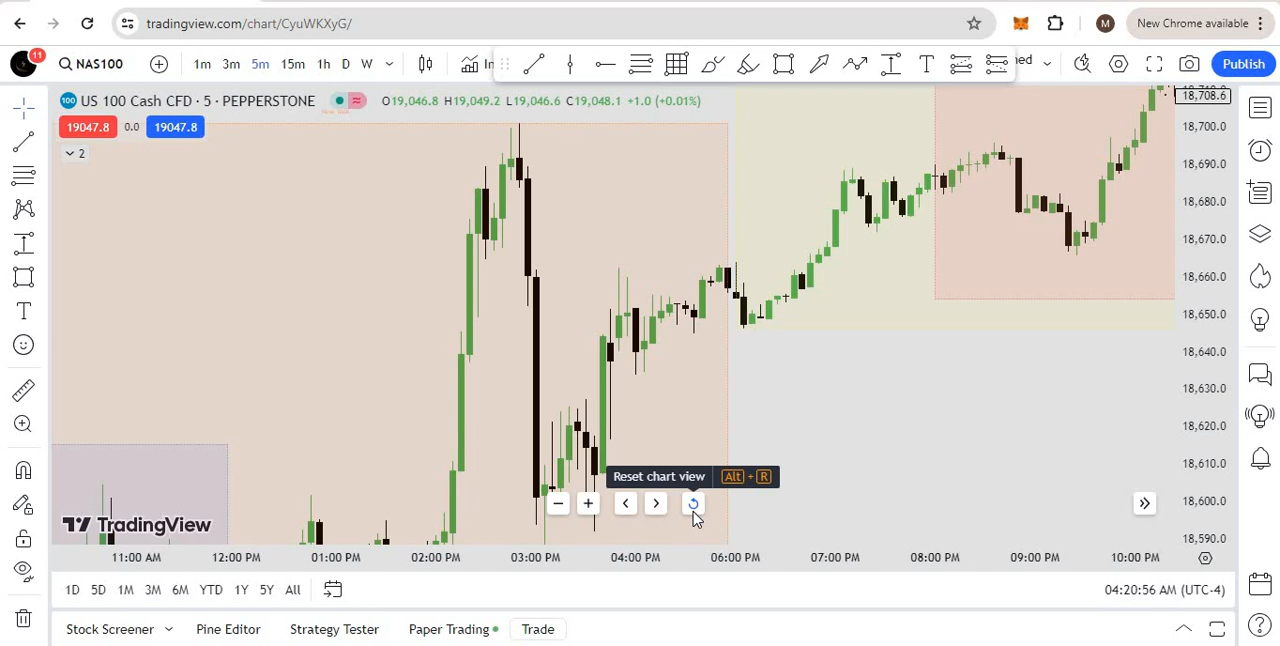 tradingview.com/chart/CyuWKXyG/
M
New Chrome available
11
NAS100
1m 3m 5m 15m 1h D W
In
ned
Publish
100 US 100 Cash CFD · 5 · PEPPERSTONE
O19,046.8 H19,049.2 L19,046.6 C19,048.1 +1.0 (+0.01%)
19047.8 0.0 19047.8
2
18,708.6
18,700.0
18,690.0
18,680.0
18,670.0
18,660.0
18,650.0
18,640.0
18,630.0
18,620.0
18,610.0
18,600.0
18,590.0
Reset chart view Alt + R
TradingView
11:00 AM 12:00 PM 01:00 PM 02:00 PM 03:00 PM 04:00 PM 06:00 PM 07:00 PM 08:00 PM 09:00 PM 10:00 PM
1D 5D 1M 3M 6M YTD 1Y 5Y All
04:20:56 AM (UTC-4)
Stock Screener Pine Editor Strategy Tester Paper Trading Trade